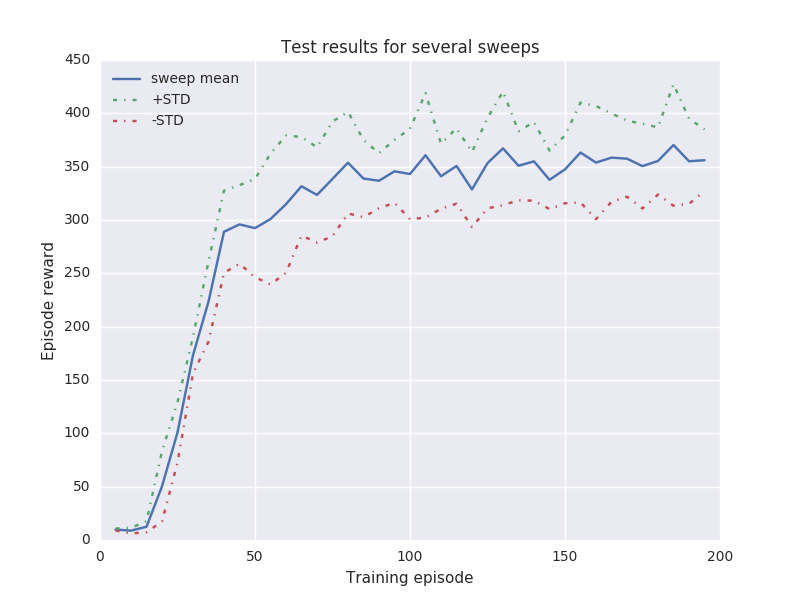 Test results for several sweeps
sweep mean
+STD
-STD
450
400
350
300
250
200
150
100
50
0
Episode reward
0 50 100 150 200
Training episode